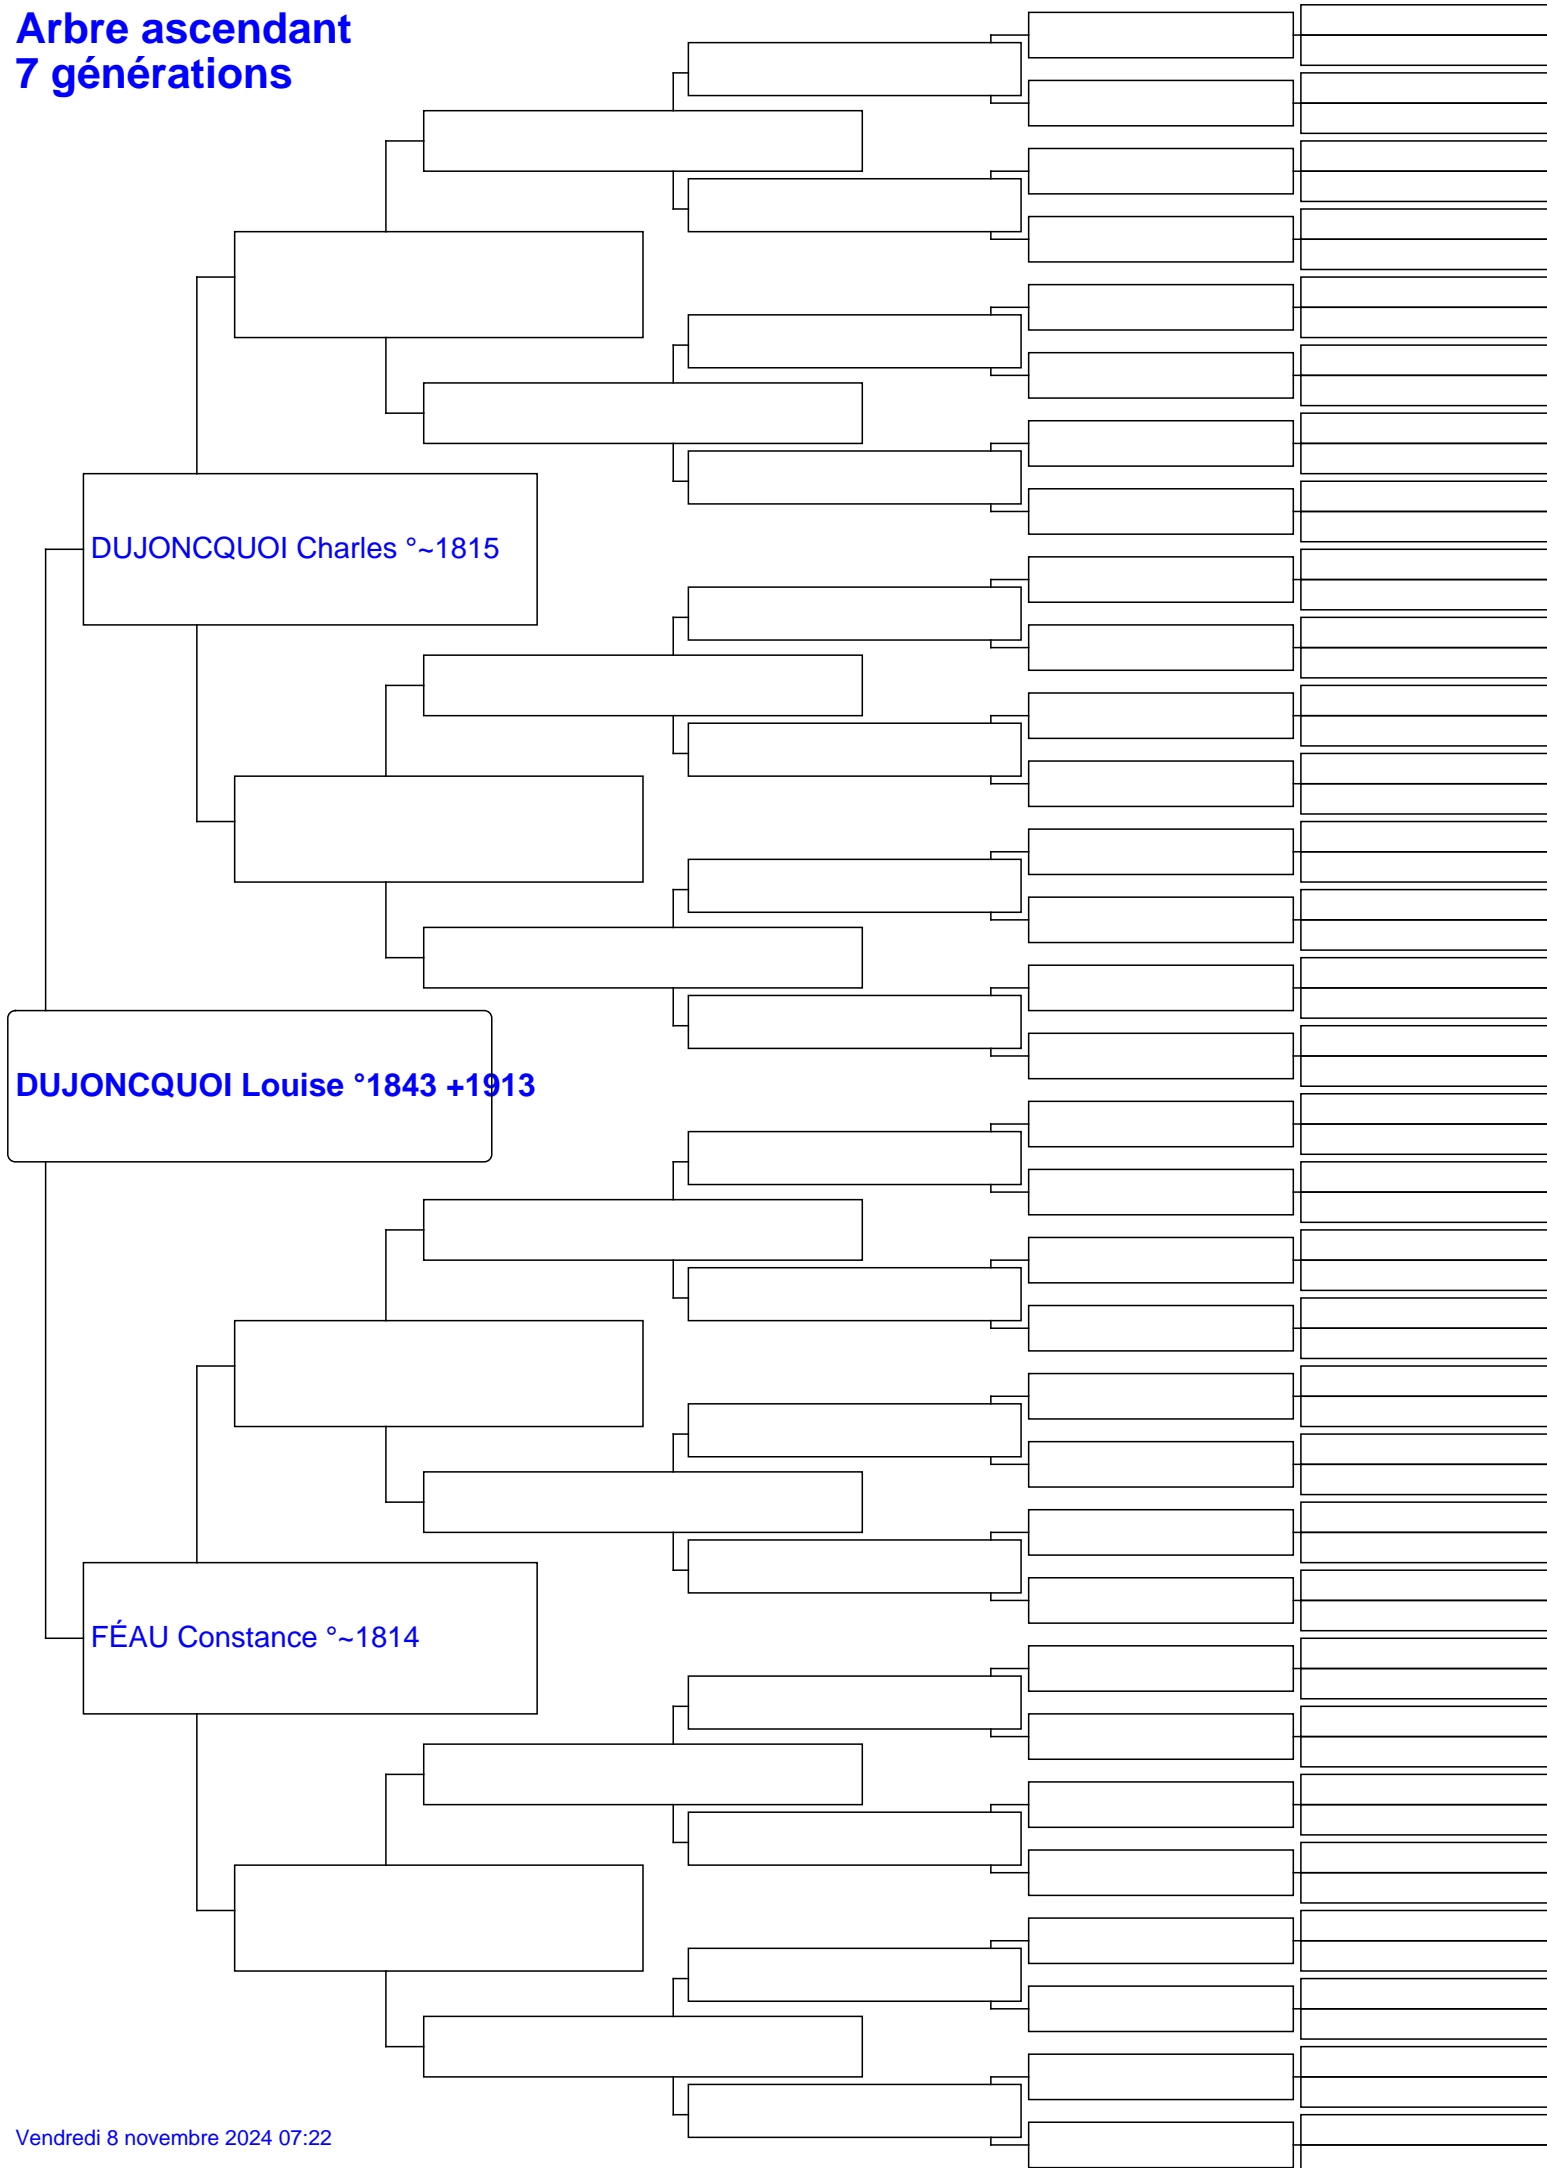 Arbre ascendant
7 générations
DUJONCQUOI Charles °~1815
DUJONCQUOI Louise °1843 +1913
FÉAU Constance °~1814
Vendredi 8 novembre 2024 07:22